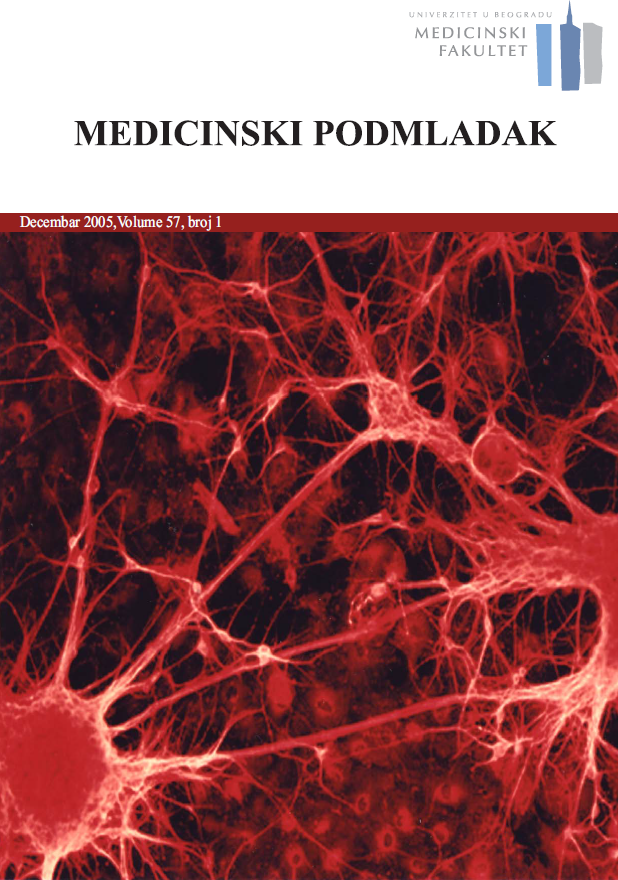 UNIVERZITET U BEOGRADU
MEDICINSKI
FAKULTET
MEDICINSKI PODMLADAK
Decembar 2005,Volume 57, broj 1